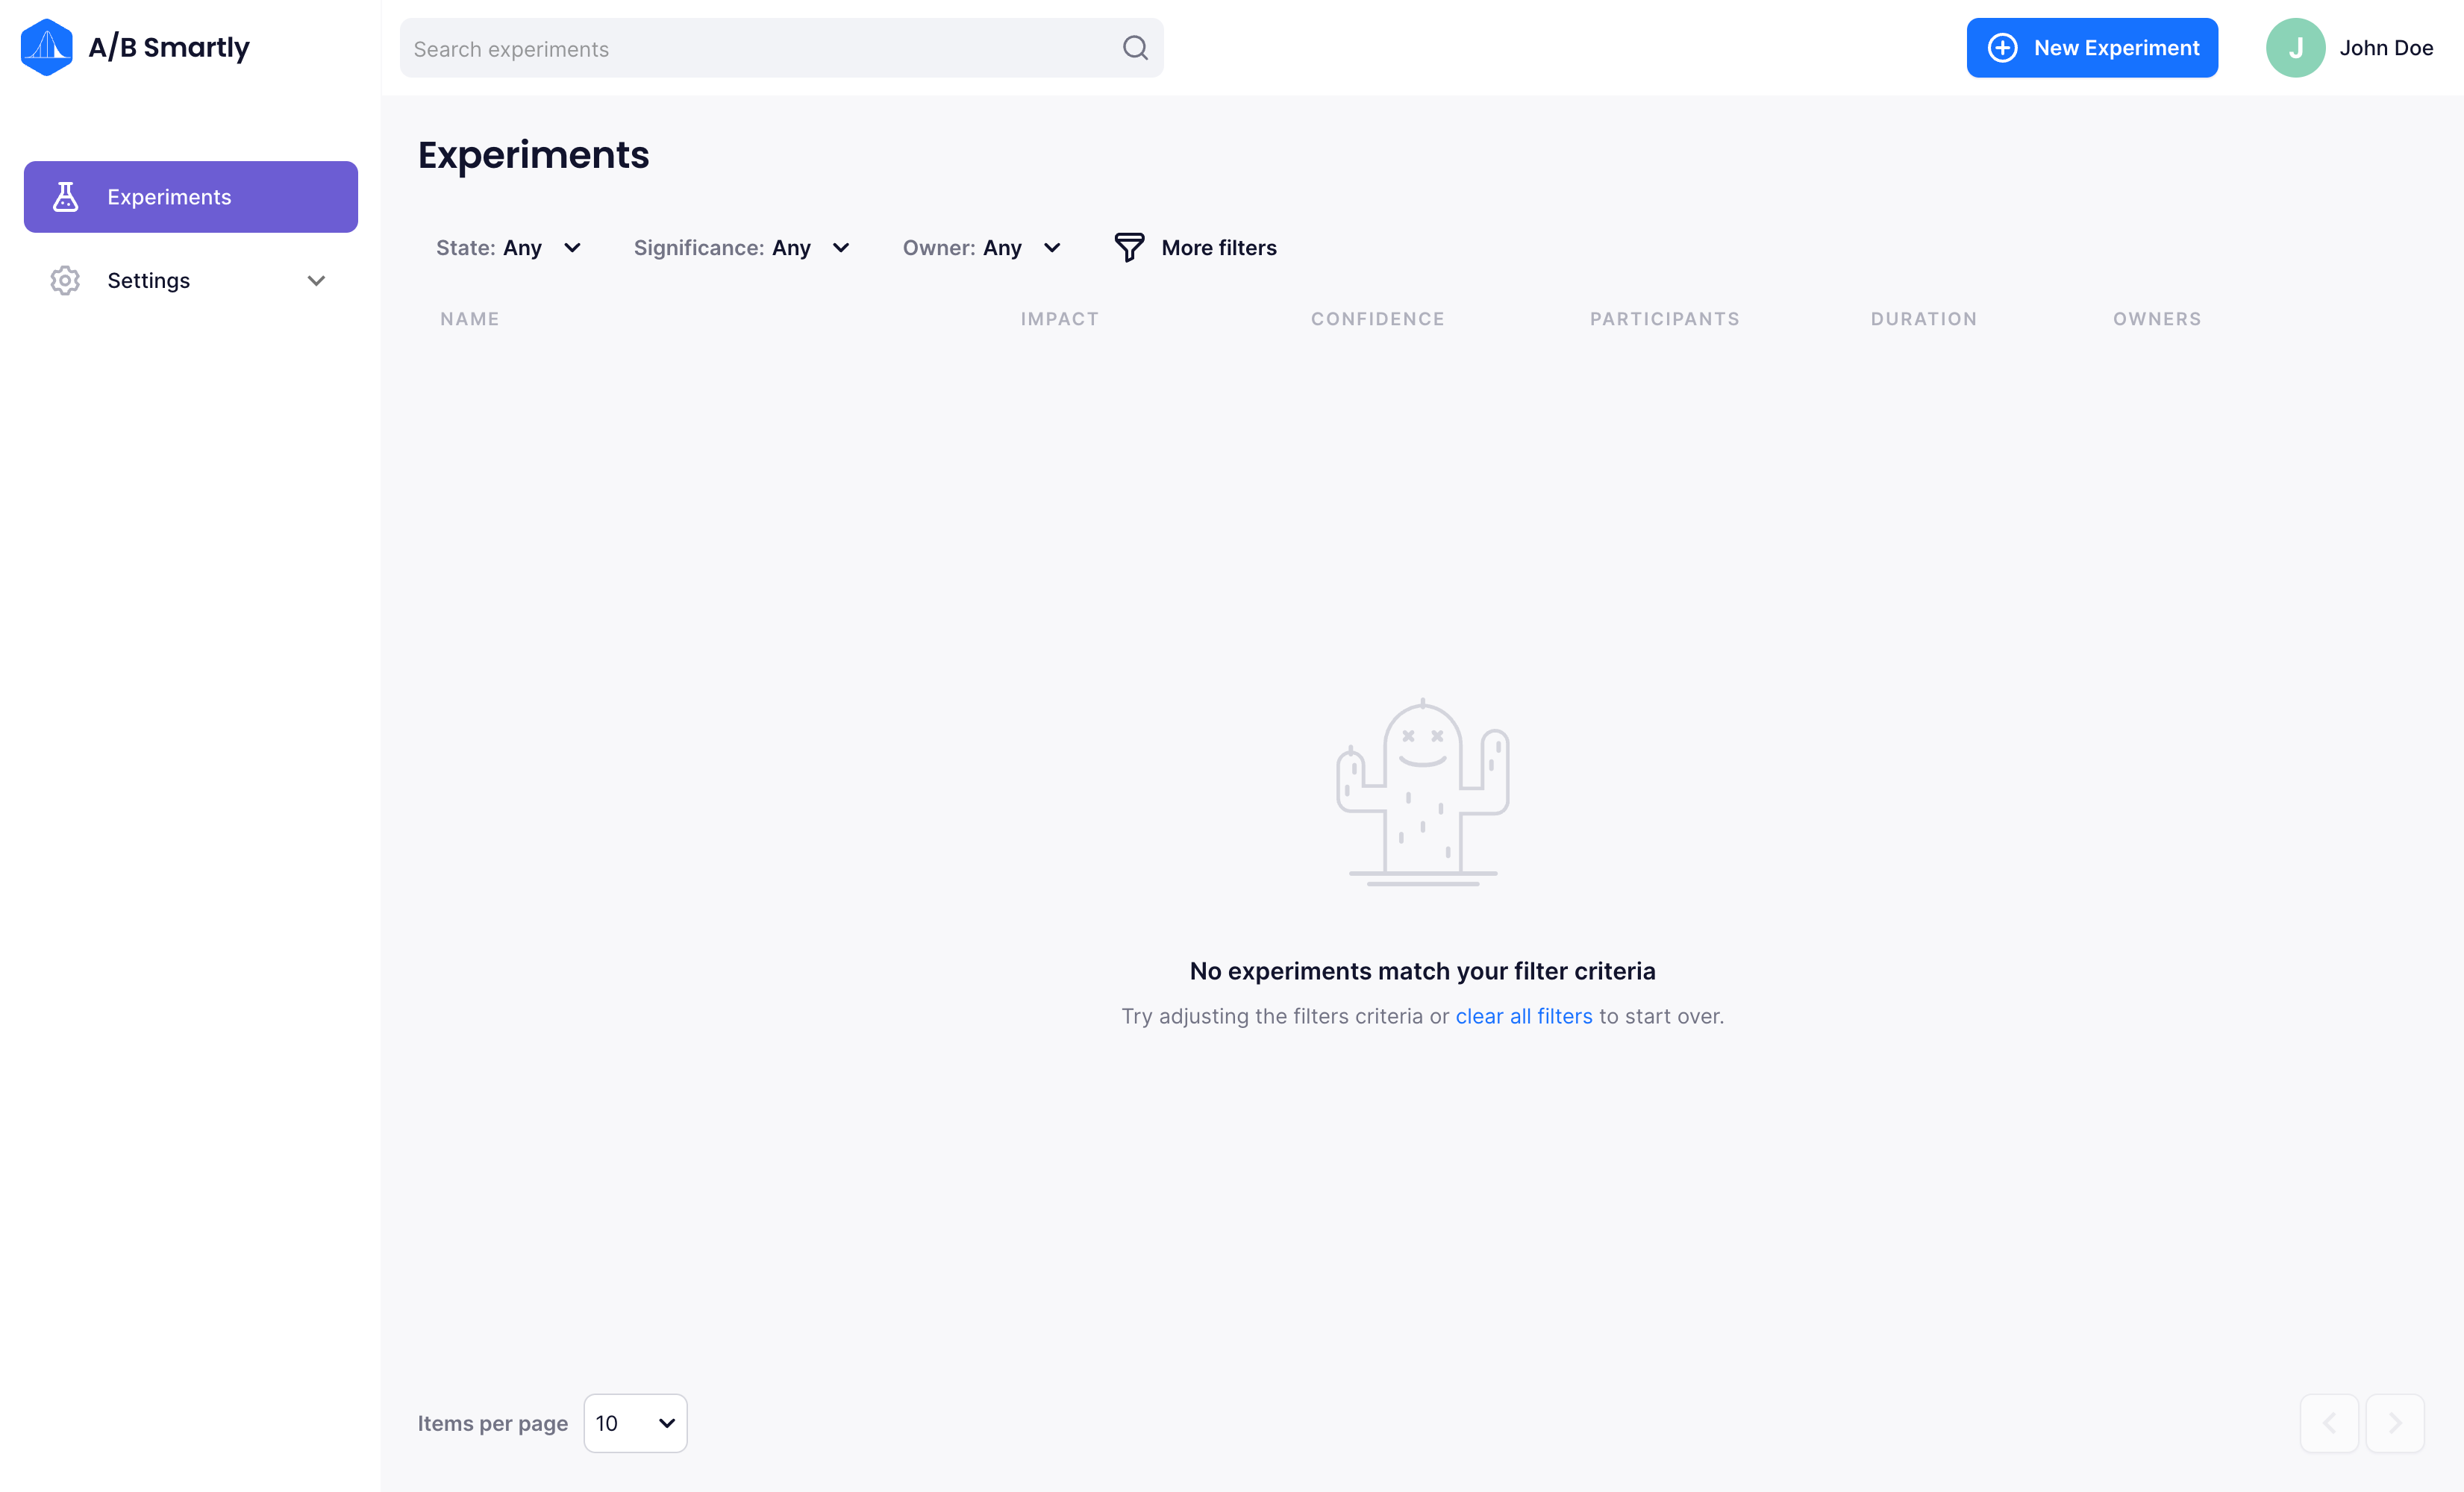 A/B Smartly
Search experiments
New Experiment
J
John Doe
Experiments
Settings
Experiments
State: Any
Significance: Any
Owner: Any
More filters
NAME
IMPACT
CONFIDENCE
PARTICIPANTS
DURATION
OWNERS
No experiments match your filter criteria
Try adjusting the filters criteria or clear all filters to start over.
Items per page
10